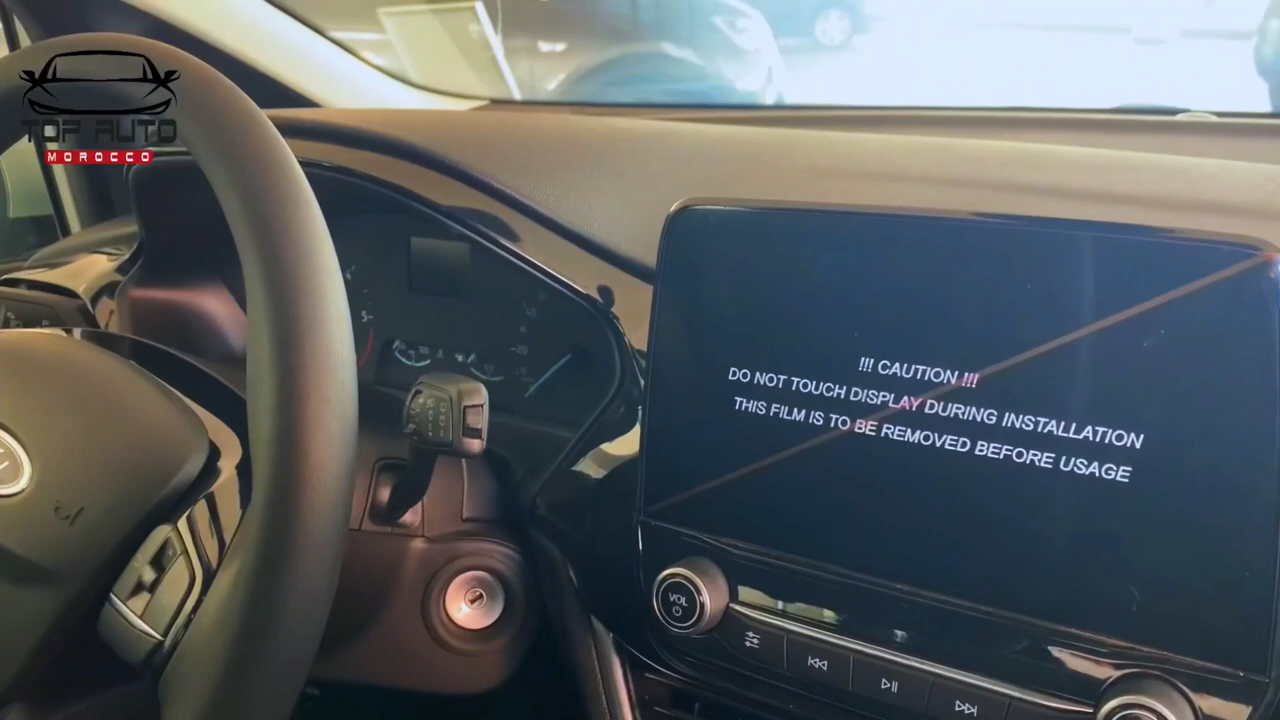 TOP AUTO
MOROCCO
!!! CAUTION !!!
DO NOT TOUCH DISPLAY DURING INSTALLATION
THIS FILM IS TO BE REMOVED BEFORE USAGE
VOL